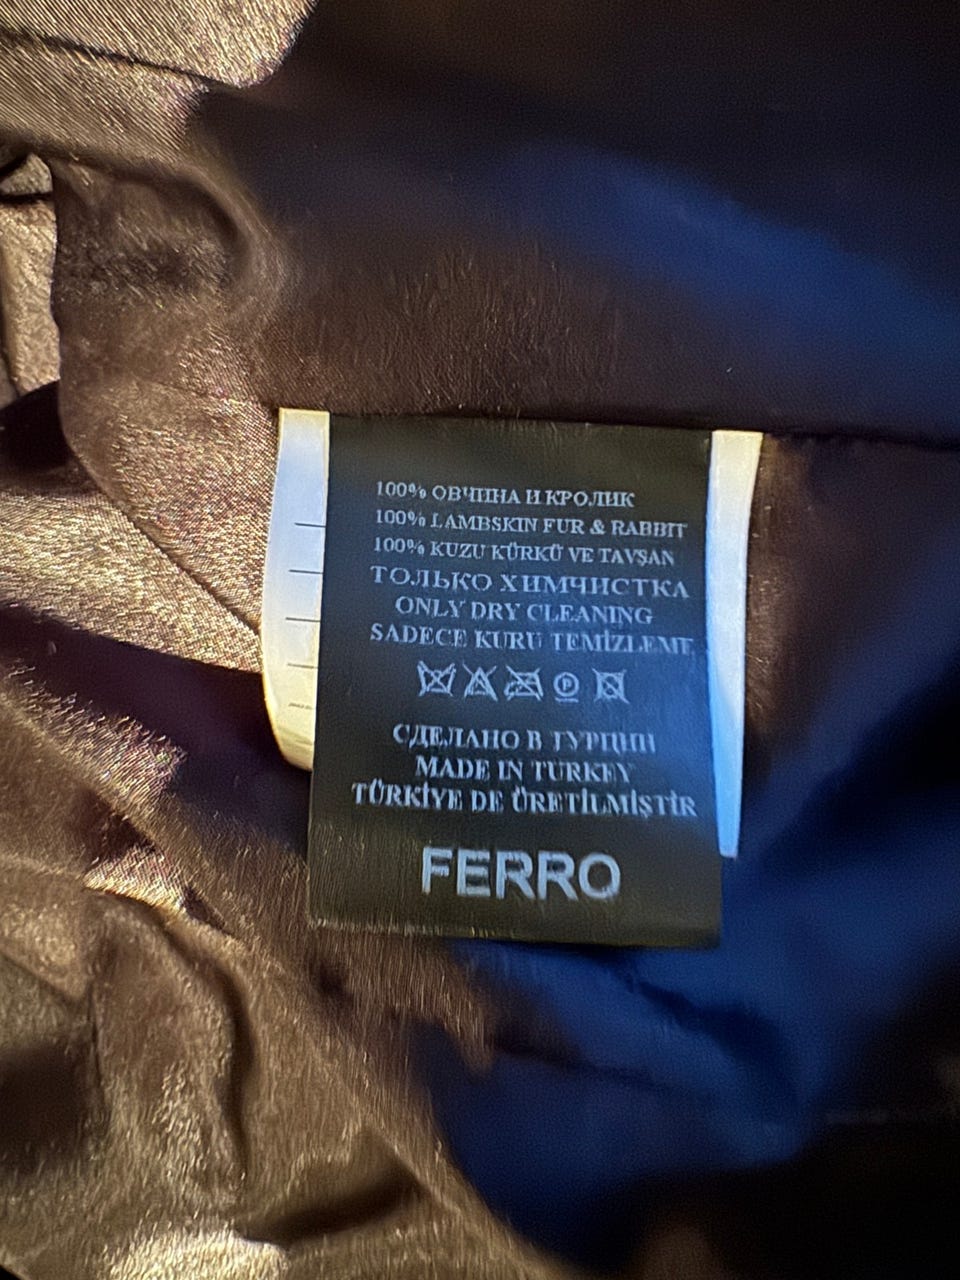 100% ОВЧИНА И КРОЛИК
100% LAMBSKIN FUR & RABBIT
100% KUZU KÜRKÜ VE TAVŞAN
ТОЛЬКО ХИМЧИСТКА
ONLY DRY CLEANING
SADECE KURU TEMİZLEME
P
СДЕЛАНО В ТУРЦИИ
MADE IN TURKEY
TÜRKİYE DE ÜRETİLMİŞTİR
FERRO